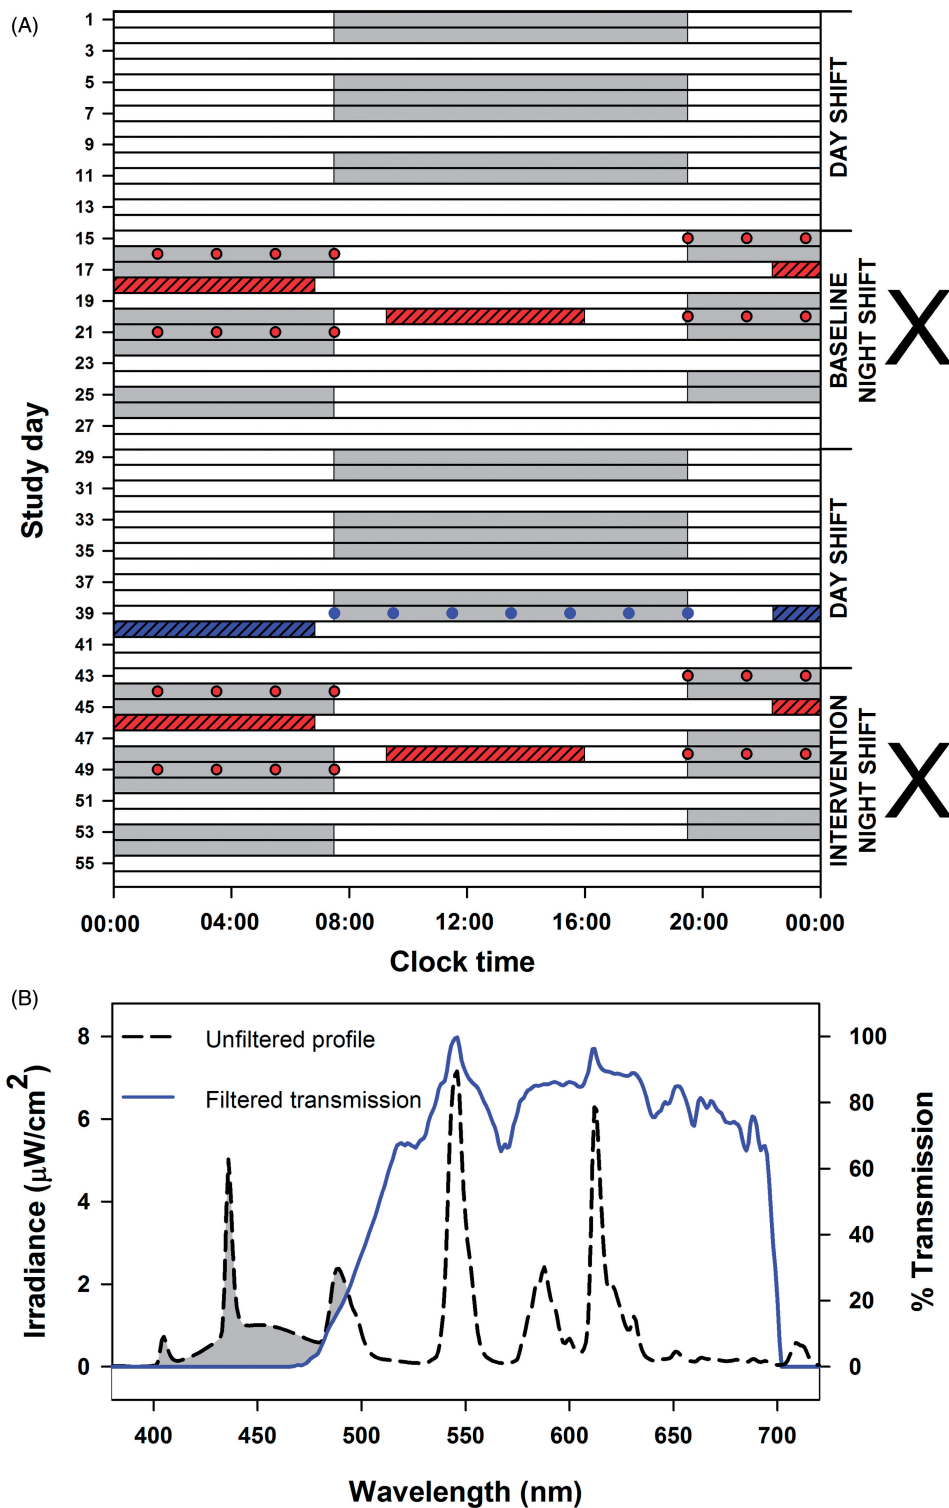 (A)
1
3
5
7
9
11
13
15
17
19
21
23
25
27
29
31
33
35
37
39
41
43
45
47
49
51
53
55
Study day
DAY SHIFT
BASELINE
NIGHT SHIFT
X
DAY SHIFT
INTERVENTION
NIGHT SHIFT
X
00:00 04:00 08:00 12:00 16:00 20:00 00:00
Clock time
(B)
Unfiltered profile
Filtered transmission
8
6
4
2
0
Irradiance (μW/cm²)
100
80
60
40
20
0
% Transmission
400 450 500 550 600 650 700
Wavelength (nm)